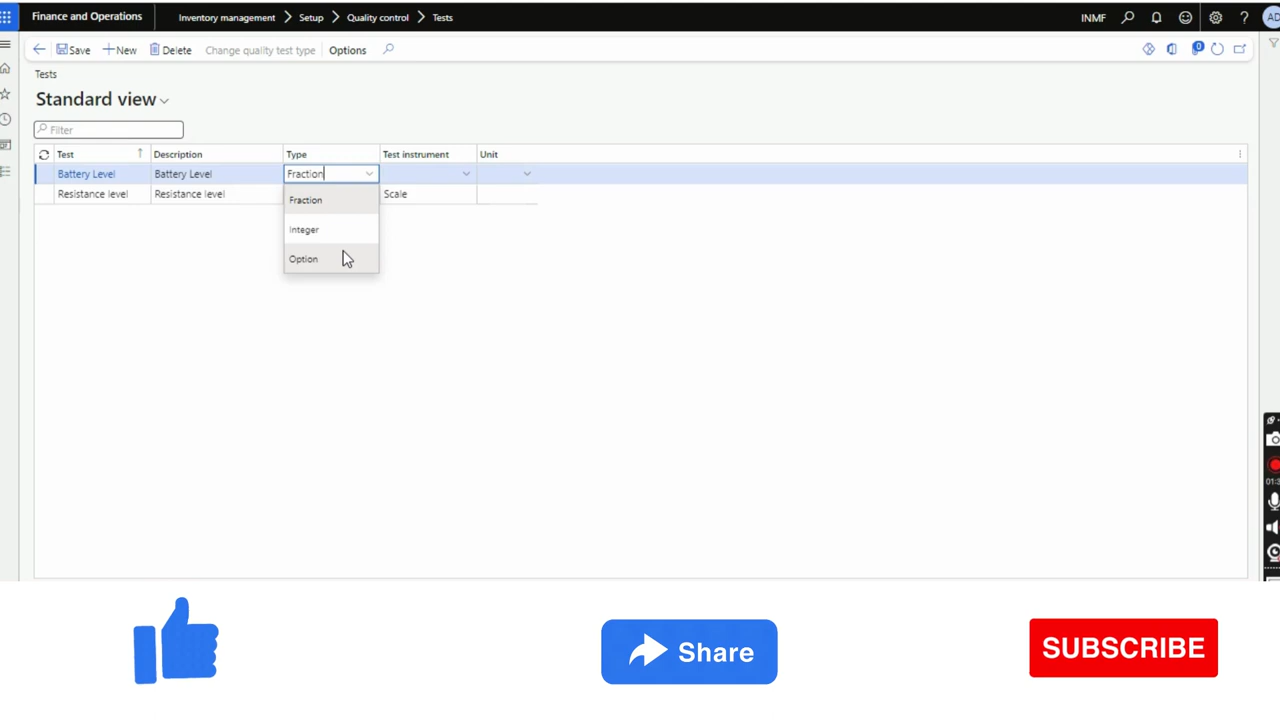 Finance and Operations
Inventory management > Setup > Quality control > Tests
INMF
?
AD
Save
New
Delete
Change quality test type
Options
0
Tests
Standard view
Filter
Test Description Type Test instrument Unit
Battery Level Battery Level Fraction
Resistance level Resistance level Scale
Fraction
Integer
Option
Share
SUBSCRIBE